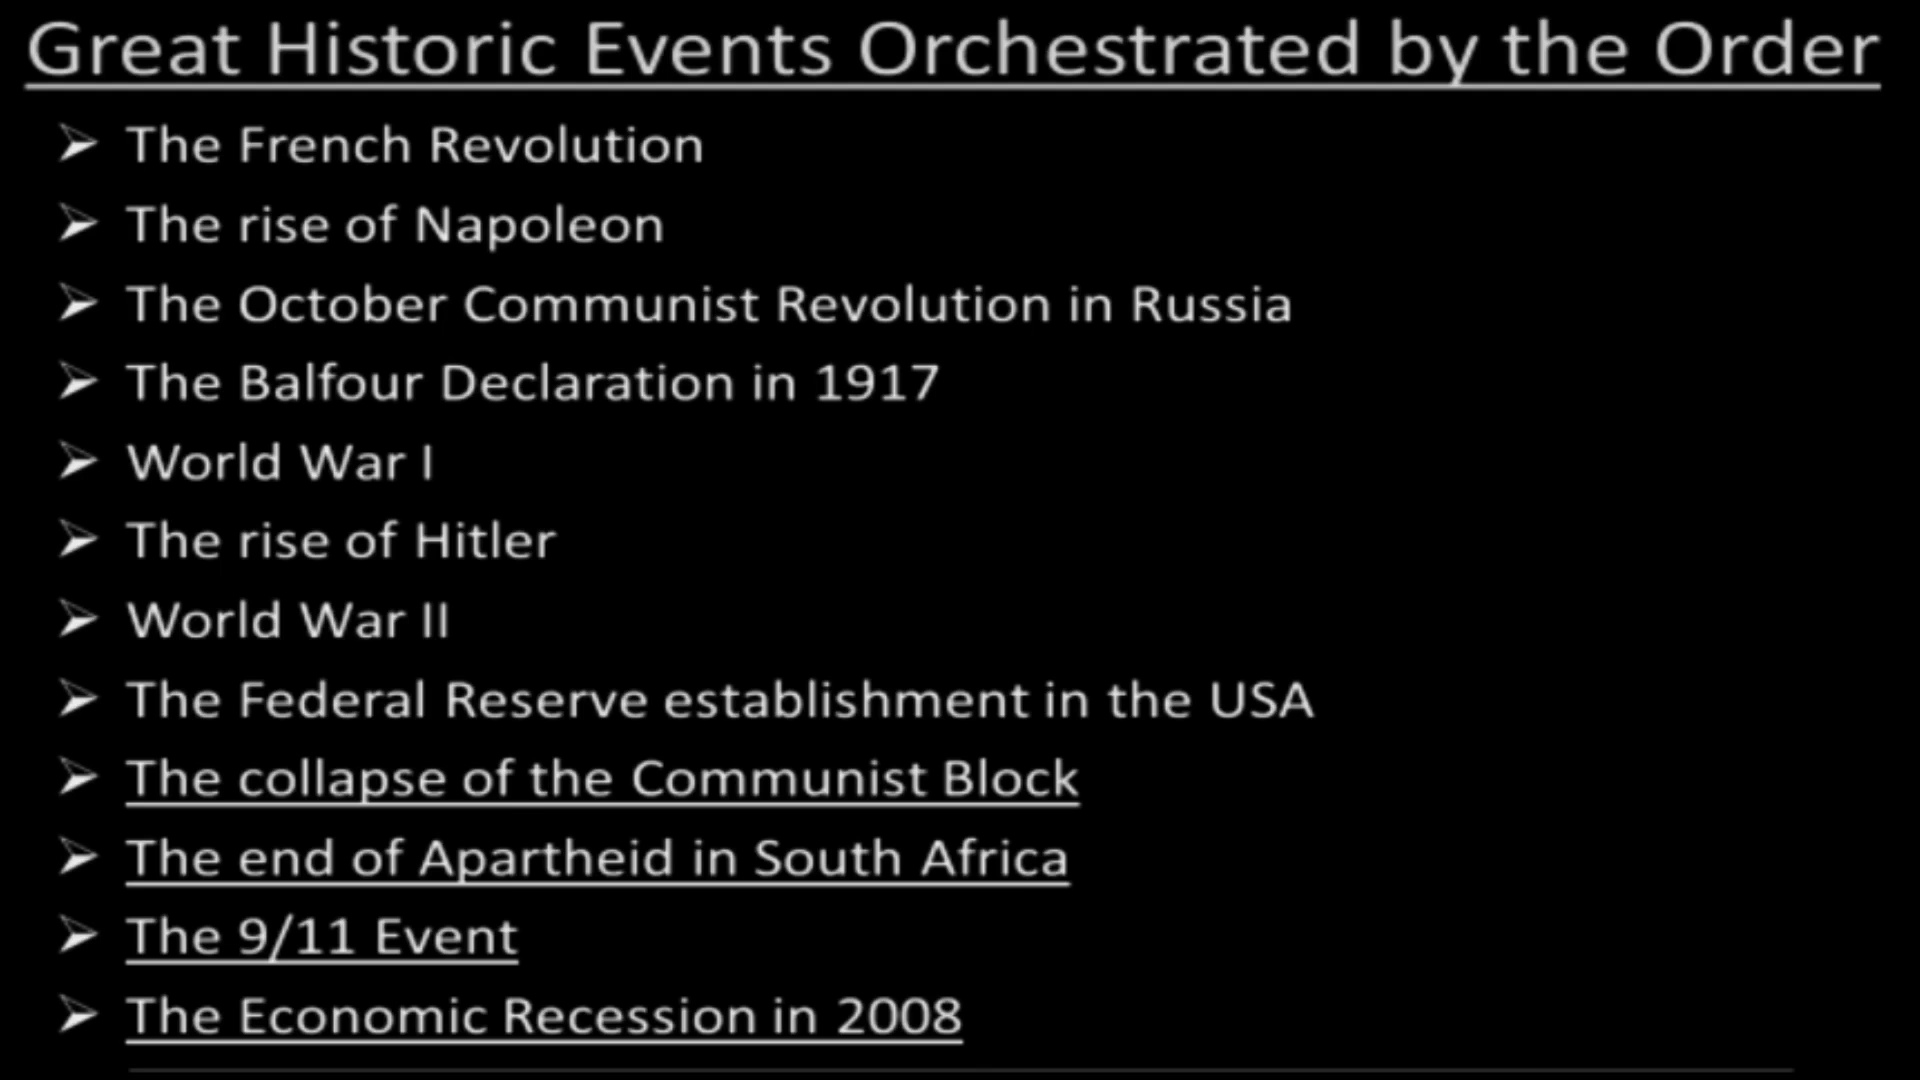 Great Historic Events Orchestrated by the Order
The French Revolution
The rise of Napoleon
The October Communist Revolution in Russia
The Balfour Declaration in 1917
World War I
The rise of Hitler
World War II
The Federal Reserve establishment in the USA
The collapse of the Communist Block
The end of Apartheid in South Africa
The 9/11 Event
The Economic Recession in 2008